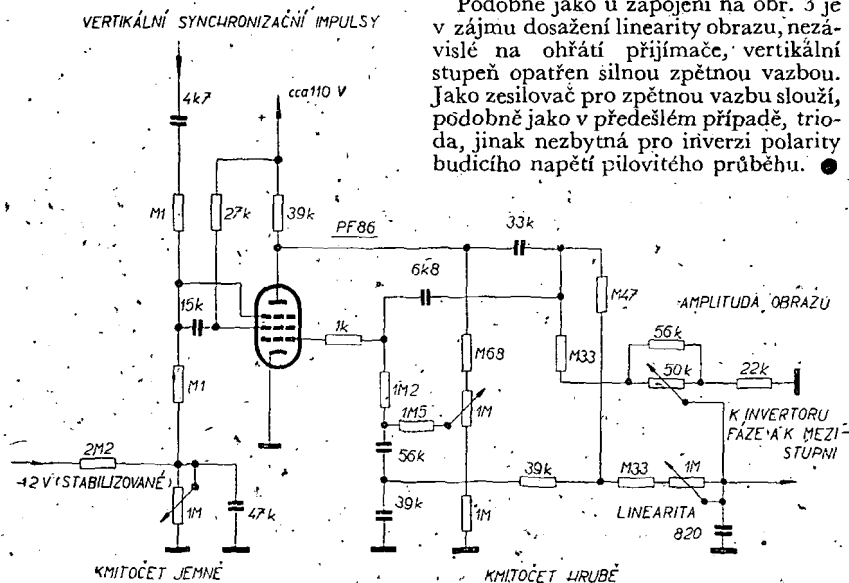 Podobně jako u zapojení na obr. 3 je
v zájmu dosažení linearity obrazu, nezá-
vislé na ohřátí přijímače, vertikální
stupeň opatřen silnou zpětnou vazbou.
Jako zesilovač pro zpětnou vazbu slouží,
podobně jako v předešlém případě, trio-
da, jinak nezbytná pro inverzi polarity
budicího napětí pilovitého průběhu.
VERTIKÁLNÍ SYNCHRONIZAČNÍ IMPULSY
4k7
cca 110 V
+
M1
27k
39k
PF86
33k
6k8
M47
AMPLITUDA OBRAZU
15k
1k
M68
M33
56k
50k
22k
M1
1M2
1M5
1M
K INVERTORU
FÁZE A K MEZI-
STUPNI
2M2
56k
-12 V (STABILIZOVANÉ)
1M
47k
39k
39k
M33
1M
1M
LINEARITA
820
KMITOČET JEMNĚ
KMITOČET HRUBĚ